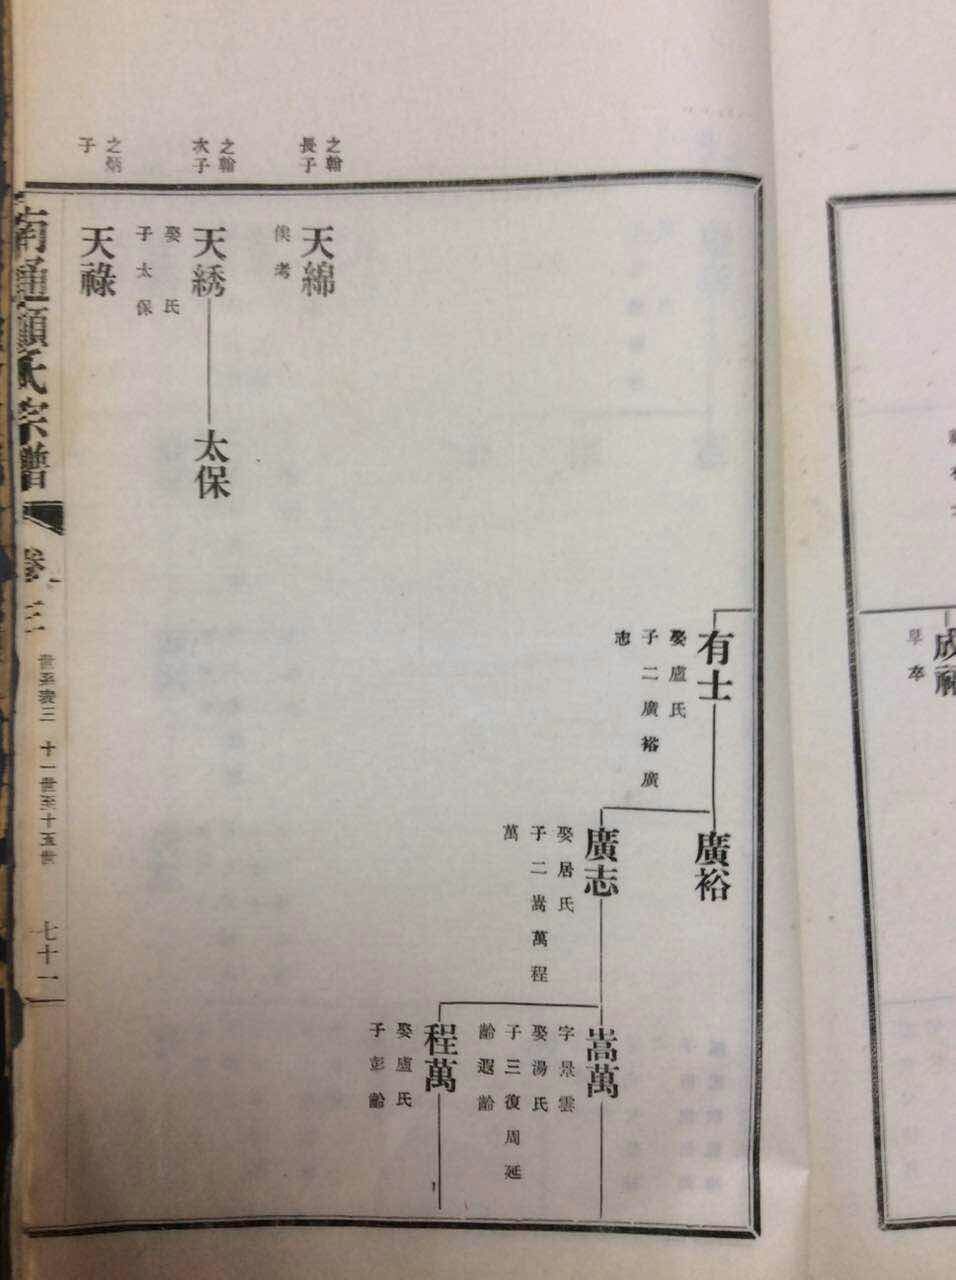 之翰
長子
之翰
次子
之炳
子
有士
娶盧氏
子二廣裕廣
志
廣裕
廣志
娶居氏
子二嵩萬程
萬
嵩萬
字景雲
娶湯氏
子三復周延
齡遐齡
程萬
娶盧氏
子彭齡
天綿
俟考
天綉
娶氏
子太保
太保
天祿
南通顧氏宗譜
卷三
世系表三 十一世至十五世
七十一
早卒